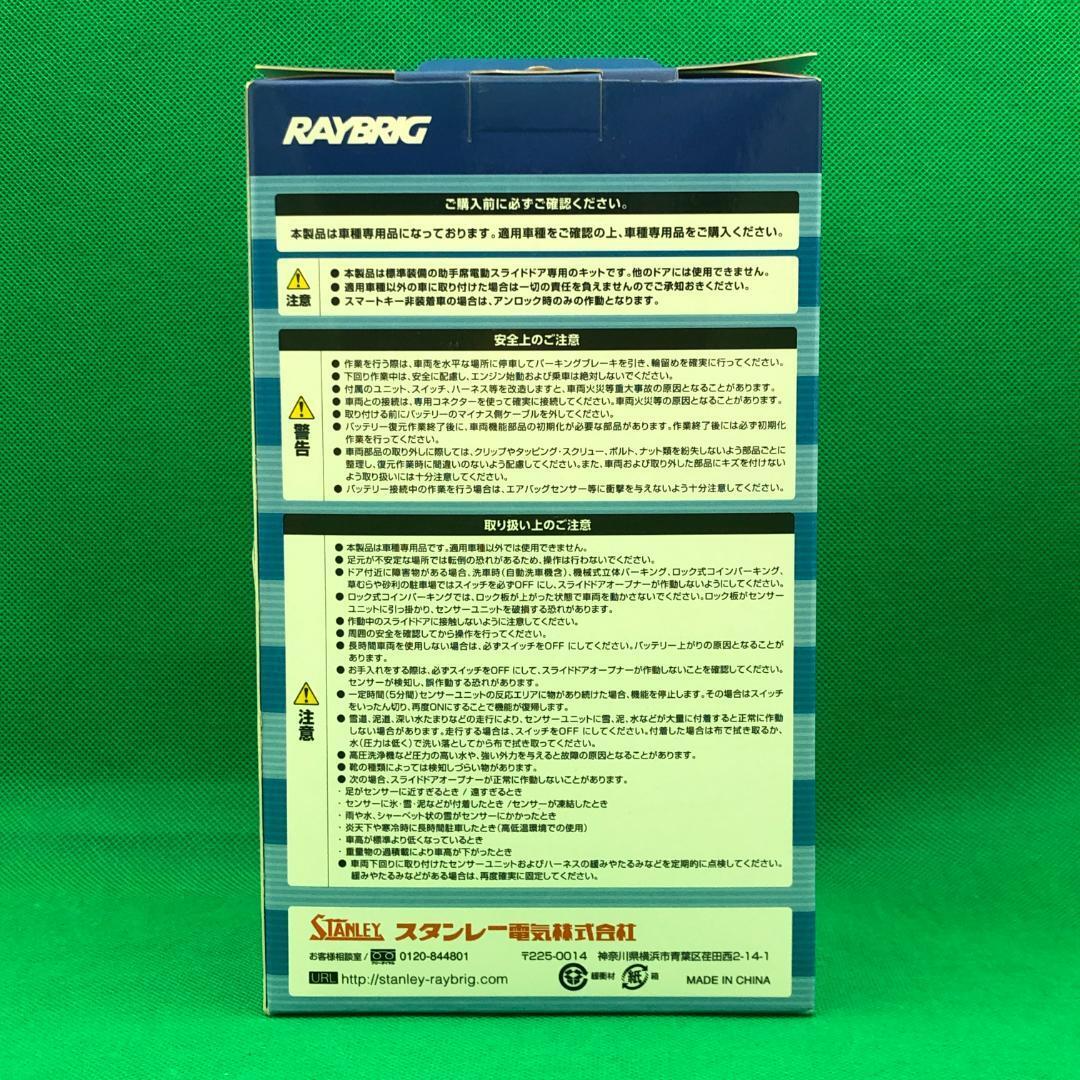 RAYBRIG
ご購入前に必ずご確認ください。
本製品は車種専用品になっております。適用車種をご確認の上、車種専用品をご購入ください。
注意
● 本製品は標準装備の助手席電動スライドドア専用のキットです。他のドアには使用できません。
● 適用車種以外の車に取り付けた場合は一切の責任を負えませんのでご承知おきください。
● スマートキー非装着車の場合は、アンロック時のみの作動となります。
安全上のご注意
警告
● 作業を行う際は、車両を水平な場所に停車してパーキングブレーキを引き、輪留めを確実に行ってください。
● 下回り作業中は、安全に配慮し、エンジン始動および乗車は絶対しないでください。
● 付属のユニット、スイッチ、ハーネス等を改造しますと、車両火災等重大事故の原因となることがあります。
● 車両との接続は、専用コネクターを使って確実に接続してください。車両火災等の原因となることがあります。
● 取り付ける前にバッテリーのマイナス側ケーブルを外してください。
● バッテリー復元作業終了後に、車両機能部品の初期化が必要な部品があります。作業終了後には必ず初期化
作業を行ってください。
● 車両部品の取り外しに際しては、クリップやタッピング・スクリュー、ボルト、ナット類を紛失しないよう部品ごとに
整理し、復元作業時に間違いのないよう配慮してください。また、車両および取り外した部品にキズを付けない
よう取り扱いには十分注意してください。
● バッテリー接続中の作業を行う場合は、エアバッグセンサー等に衝撃を与えないよう十分注意してください。
取り扱い上のご注意
注意
● 本製品は車種専用品です。適用車種以外では使用できません。
● 足元が不安定な場所では転倒の恐れがあるため、操作は行わないでください。
● ドア付近に障害物がある場合、洗車時(自動洗車機含)、機械式立体パーキング、ロック式コインパーキング、
草むらや砂利の駐車場ではスイッチを必ずOFF にし、スライドドアオープナーが作動しないようにしてください。
● ロック式コインパーキングでは、ロック板が上がった状態で車両を動かさないでください。ロック板がセンサー
ユニットに引っ掛かり、センサーユニットを破損する恐れがあります。
● 作動中のスライドドアに接触しないように注意してください。
● 周囲の安全を確認してから操作を行ってください。
● 長時間車両を使用しない場合は、必ずスイッチをOFF にしてください。バッテリー上がりの原因となることが
あります。
● お手入れをする際は、必ずスイッチをOFF にして、スライドドアオープナーが作動しないことを確認してください。
センサーが検知し、誤作動する恐れがあります。
● 一定時間(5分間)センサーユニットの反応エリアに物があり続けた場合、機能を停止します。その場合はスイッチ
をいったん切り、再度ONにすることで機能が復帰します。
● 雪道、泥道、深い水たまりなどの走行により、センサーユニットに雪、泥、水などが大量に付着すると正常に作動
しない場合があります。走行する場合は、スイッチをOFF にしてください。付着した場合は布で拭き取るか、
水(圧力は低く)で洗い落としてから布で拭き取ってください。
● 高圧洗浄機など圧力の高い水や、強い外力を与えると故障の原因となることがあります。
● 靴の種類によっては検知しづらい物があります。
● 次の場合、スライドドアオープナーが正常に作動しないことがあります。
・足がセンサーに近すぎるとき / 遠すぎるとき
・センサーに氷・雪・泥などが付着したとき /センサーが凍結したとき
・雨や水、シャーベット状の雪がセンサーにかかったとき
・炎天下や寒冷時に長時間駐車したとき(高低温環境での使用)
・車高が標準より低くなっているとき
・重量物の過積載により車高が下がったとき
● 車両下回りに取り付けたセンサーユニットおよびハーネスの緩みやたるみなどを定期的に点検してください。
緩みやたるみなどがある場合は、再度確実に固定してください。
STANLEY スタンレー電気株式会社
お客様相談室/ フリーダイヤル 0120-844801 〒225-0014 神奈川県横浜市青葉区荏田西2-14-1
URL http://stanley-raybrig.com 緩衝材 紙 箱 MADE IN CHINA